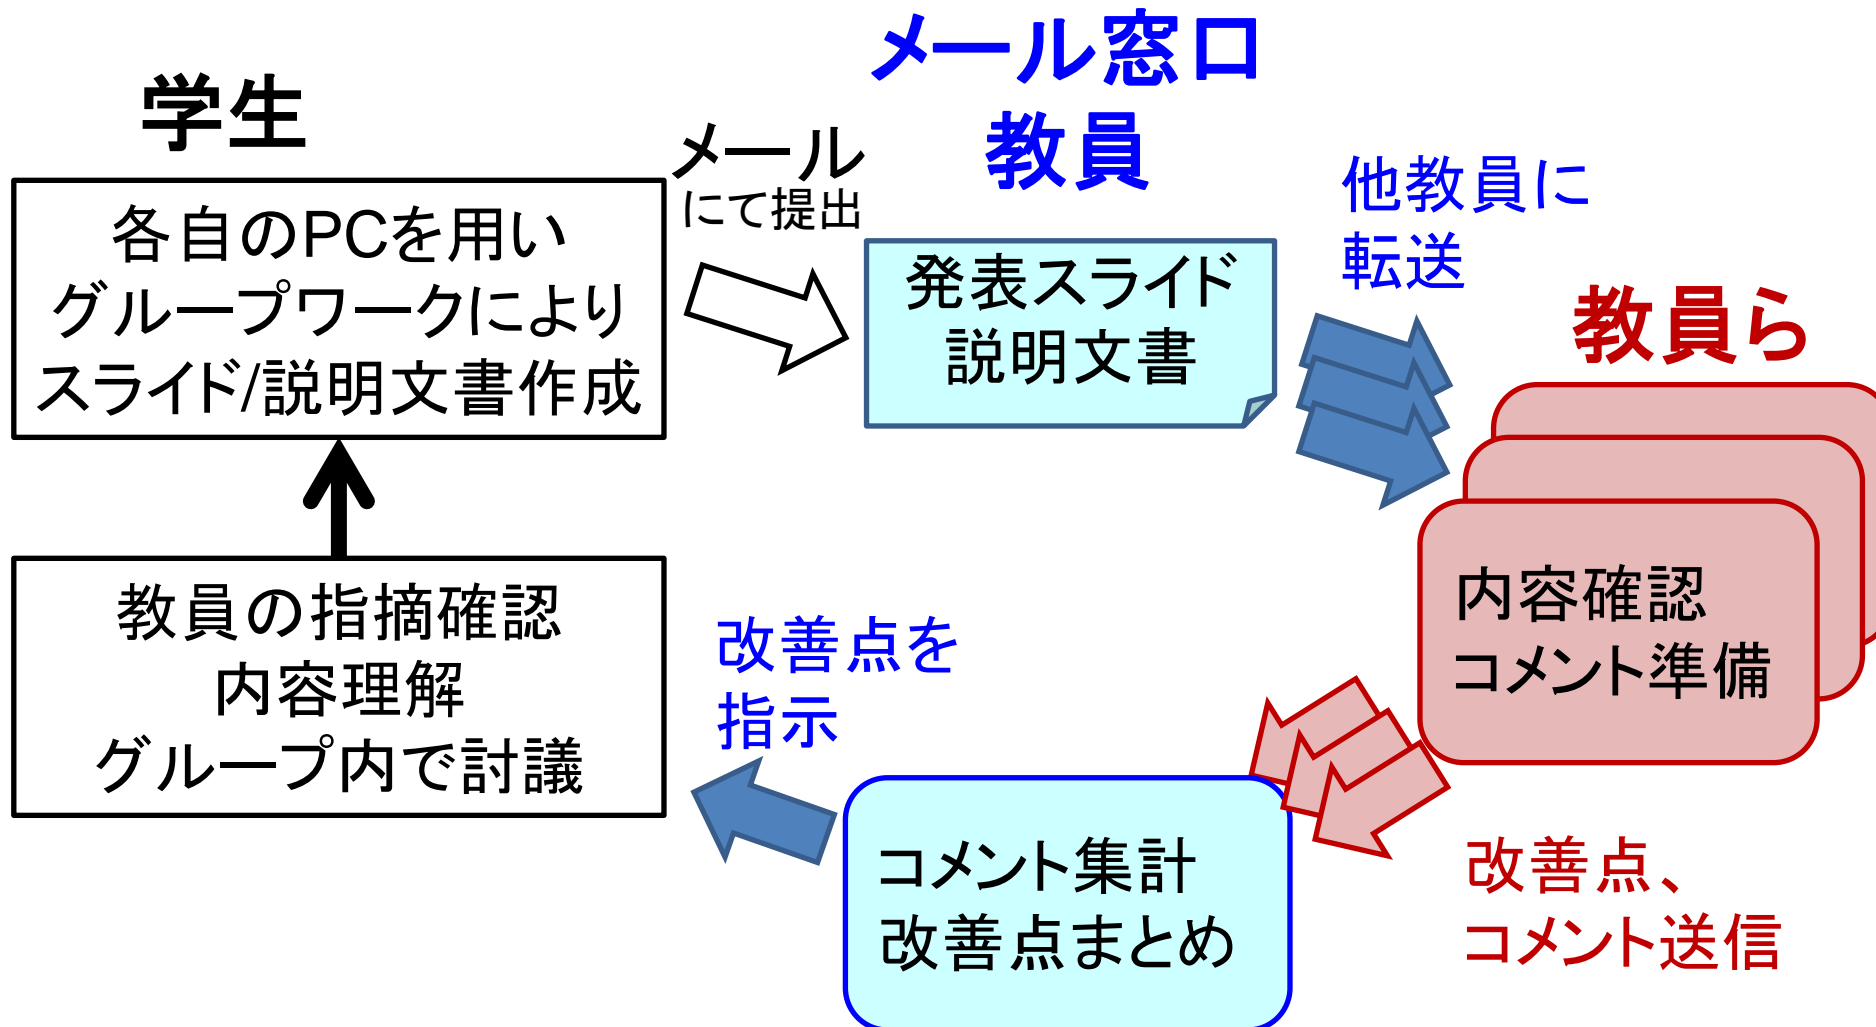 学生
各自のPCを用い
グループワークにより
スライド/説明文書作成
メール
にて提出
メール窓口
教員
発表スライド
説明文書
他教員に
転送
教員ら
内容確認
コメント準備
改善点、
コメント送信
コメント集計
改善点まとめ
改善点を
指示
教員の指摘確認
内容理解
グループ内で討議